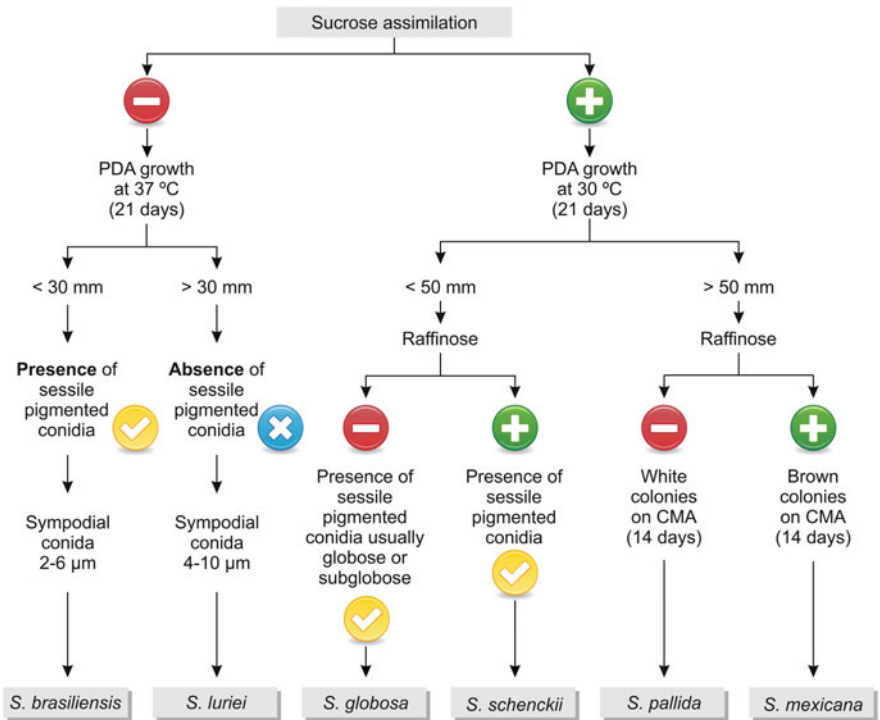 Sucrose assimilation
PDA growth
at 37 ºC
(21 days)
PDA growth
at 30 ºC
(21 days)
< 30 mm
> 30 mm
< 50 mm
> 50 mm
Raffinose
Raffinose
Presence of
sessile
pigmented
conidia
Absence of
sessile
pigmented
conidia
Presence of
sessile
pigmented
conidia usually
globose or
subglobose
Presence of
sessile
pigmented
conidia
White
colonies
on CMA
(14 days)
Brown
colonies
on CMA
(14 days)
Sympodial
conida
2-6 µm
Sympodial
conida
4-10 µm
S. brasiliensis
S. luriei
S. globosa
S. schenckii
S. pallida
S. mexicana